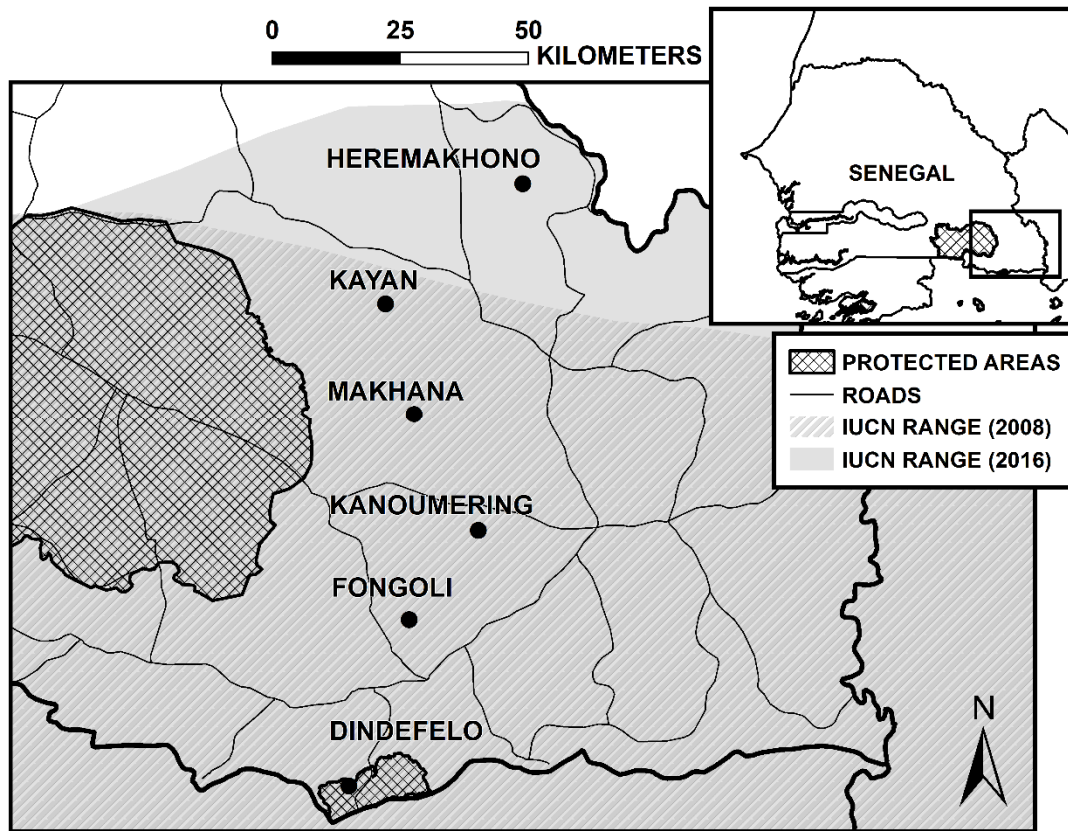 0 25 50
KILOMETERS
HEREMAKHONO
SENEGAL
KAYAN
PROTECTED AREAS
MAKHANA
ROADS
IUCN RANGE (2008)
IUCN RANGE (2016)
KANOUMERING
FONGOLI
DINDEFELO
N